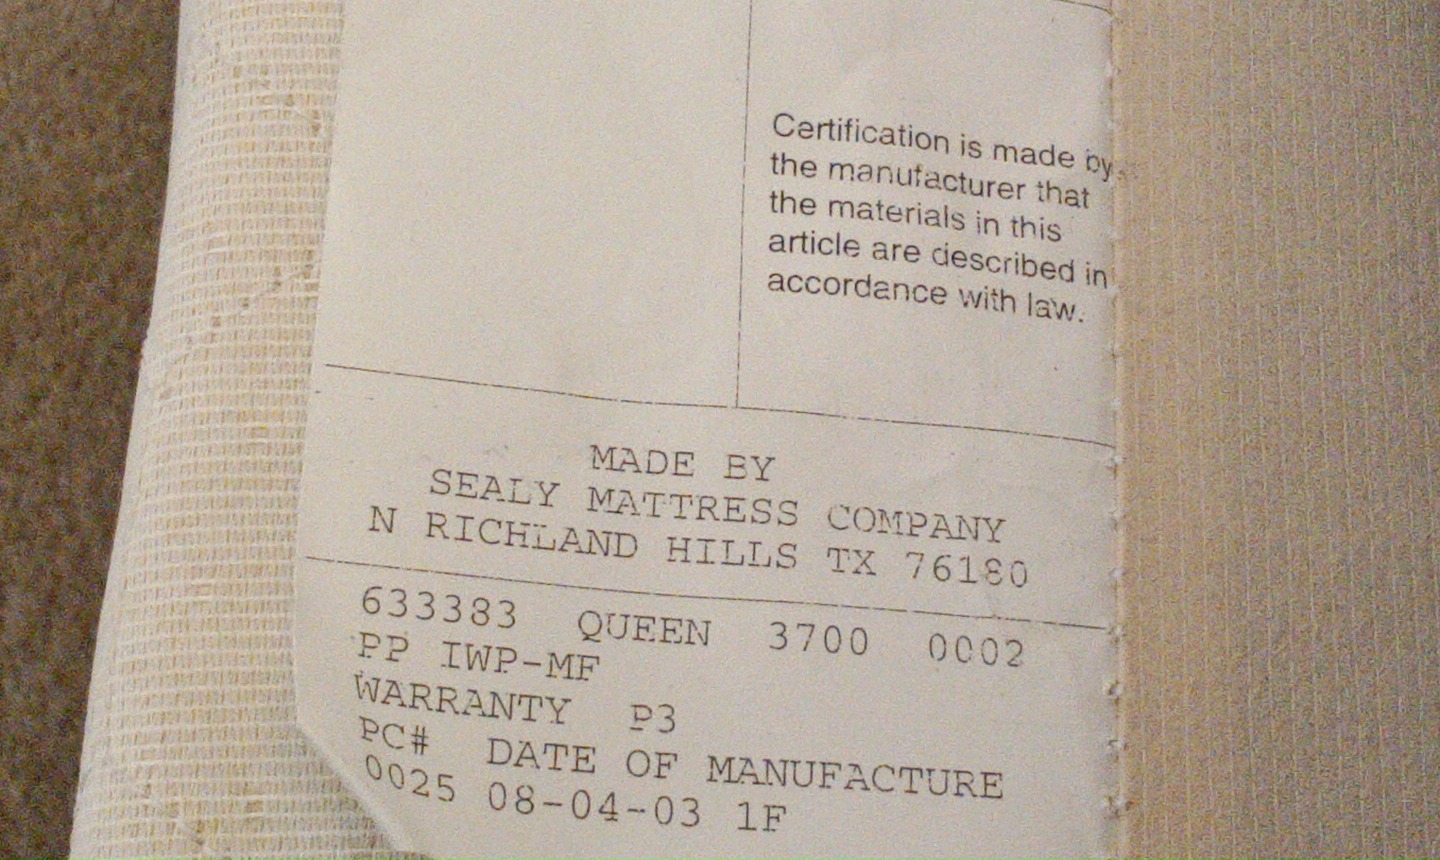 Certification is made by
the manufacturer that
the materials in this
article are described in
accordance with law.
MADE BY
SEALY MATTRESS COMPANY
N RICHLAND HILLS TX 76180
633383 QUEEN 3700 0002
PP IWP-MF
WARRANTY P3
PC# DATE OF MANUFACTURE
0025 08-04-03 1F